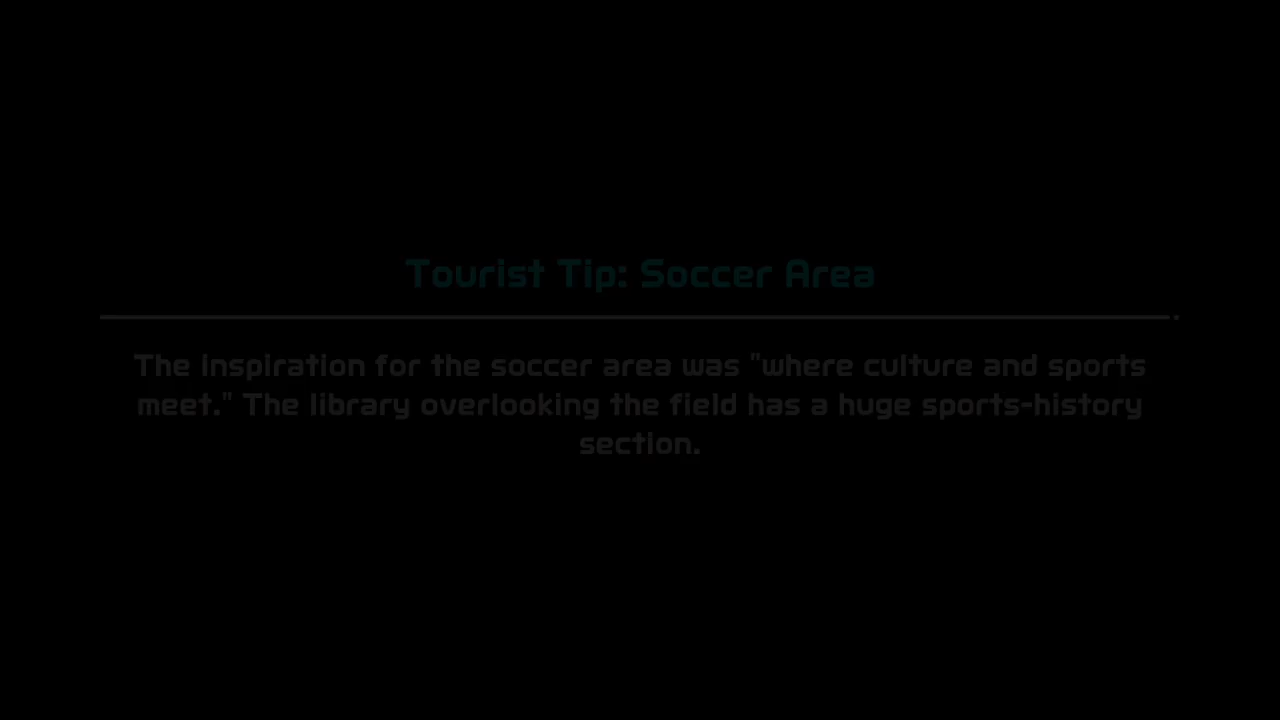 Tourist Tip: Soccer Area
The inspiration for the soccer area was "where culture and sports
meet." The library overlooking the field has a huge sports-history
section.